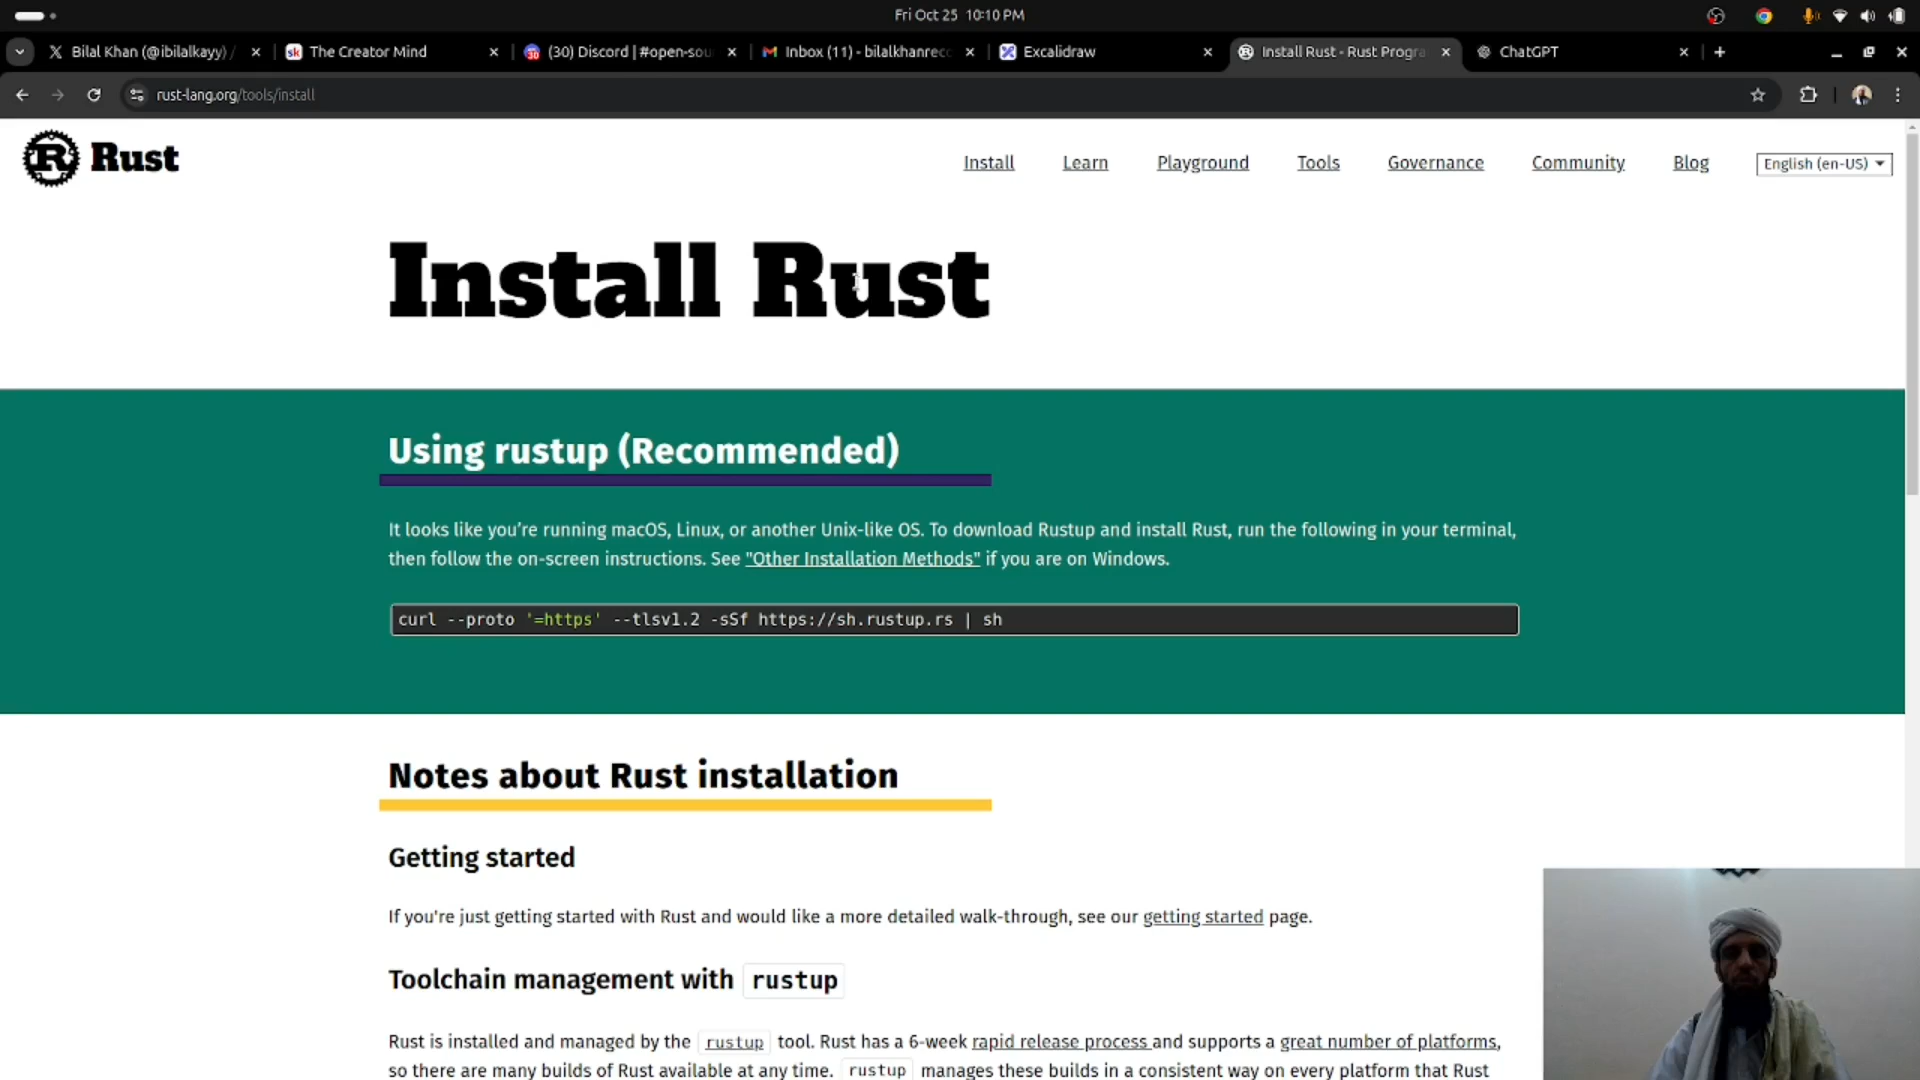 Fri Oct 25 10:10 PM
Bilal Khan (@ibilalkayy) /
The Creator Mind
(30) Discord | #open-sou
Inbox (11) - bilalkhanrec
Excalidraw
Install Rust - Rust Progra
ChatGPT
rust-lang.org/tools/install
Rust
Install
Learn
Playground
Tools
Governance
Community
Blog
English (en-US)
Install Rust
Using rustup (Recommended)
It looks like you’re running macOS, Linux, or another Unix-like OS. To download Rustup and install Rust, run the following in your terminal,
then follow the on-screen instructions. See "Other Installation Methods" if you are on Windows.
curl --proto '=https' --tlsv1.2 -sSf https://sh.rustup.rs | sh
Notes about Rust installation
Getting started
If you're just getting started with Rust and would like a more detailed walk-through, see our getting started page.
Toolchain management with rustup
Rust is installed and managed by the rustup tool. Rust has a 6-week rapid release process and supports a great number of platforms,
so there are many builds of Rust available at any time. rustup manages these builds in a consistent way on every platform that Rust